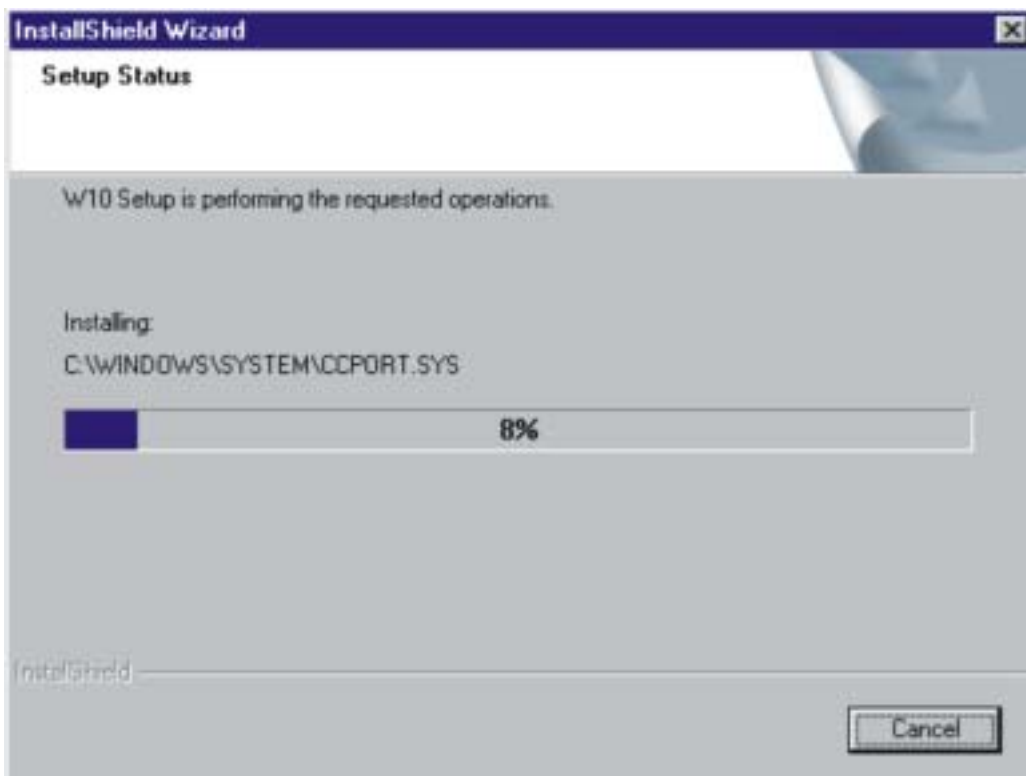 InstallShield Wizard
Setup Status
W10 Setup is performing the requested operations.
Installing:
C:\WINDOWS\SYSTEM\CCPORT.SYS
8%
InstallShield
Cancel